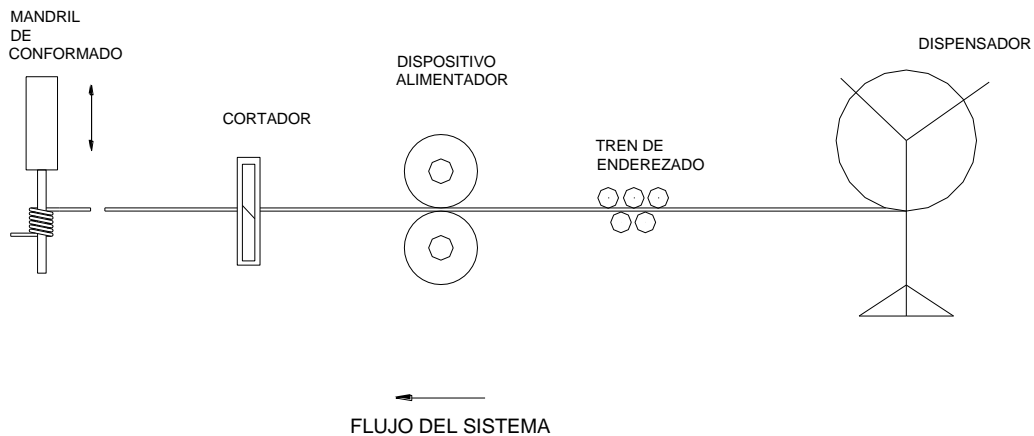 MANDRIL
DE
CONFORMADO
CORTADOR
DISPOSITIVO
ALIMENTADOR
TREN DE
ENDEREZADO
DISPENSADOR
FLUJO DEL SISTEMA